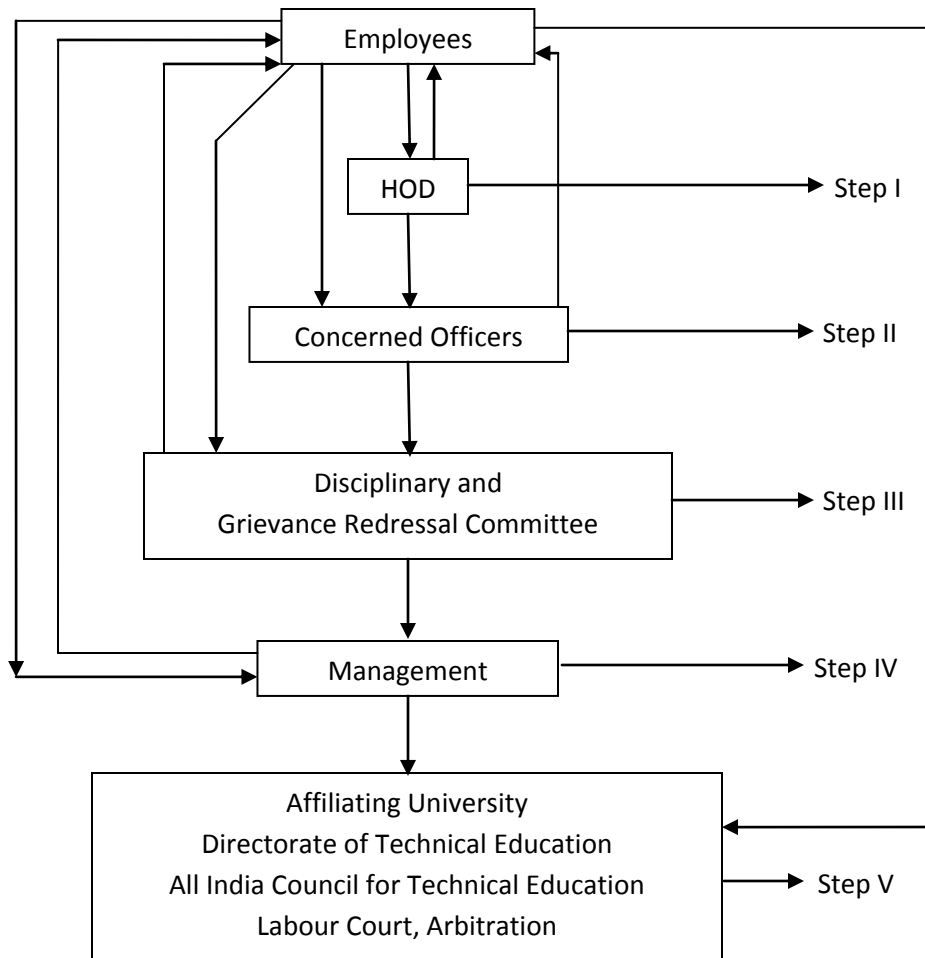 Employees
HOD
Step I
Concerned Officers
Step II
Disciplinary and
Grievance Redressal Committee
Step III
Management
Step IV
Affiliating University
Directorate of Technical Education
All India Council for Technical Education
Step V
Labour Court, Arbitration